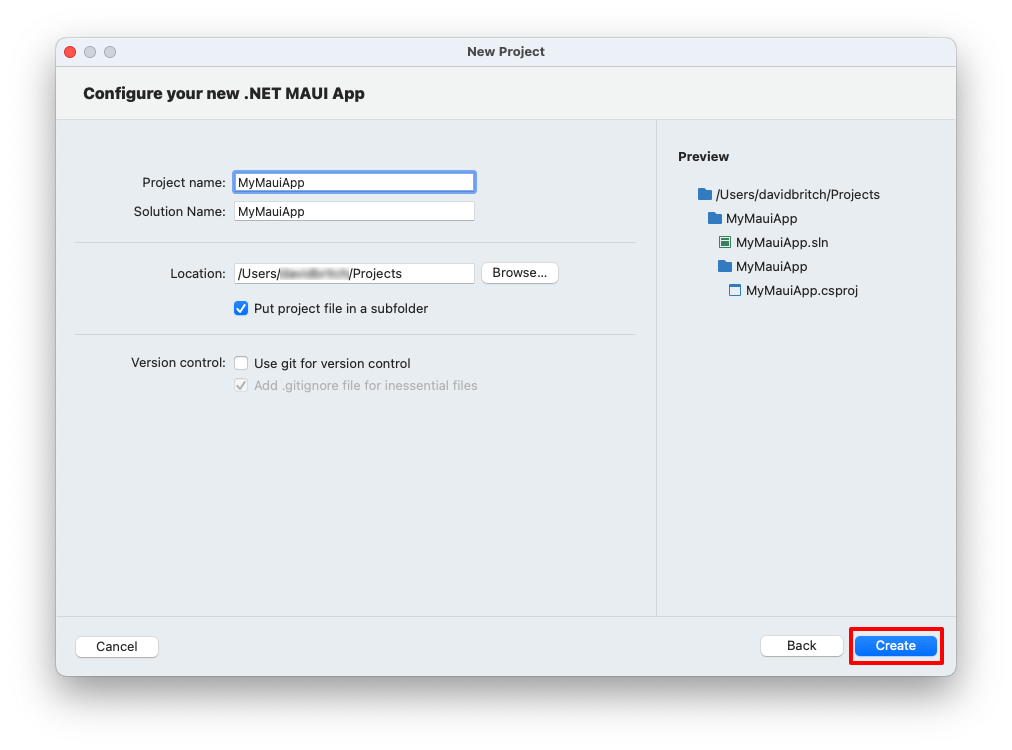 New Project
Configure your new .NET MAUI App
Project name: MyMauiApp
Solution Name: MyMauiApp
Location: /Users/ /Projects Browse...
Put project file in a subfolder
Version control: Use git for version control
Add .gitignore file for inessential files
Preview
/Users/davidbritch/Projects
MyMauiApp
MyMauiApp.sln
MyMauiApp
MyMauiApp.csproj
Cancel
Back
Create